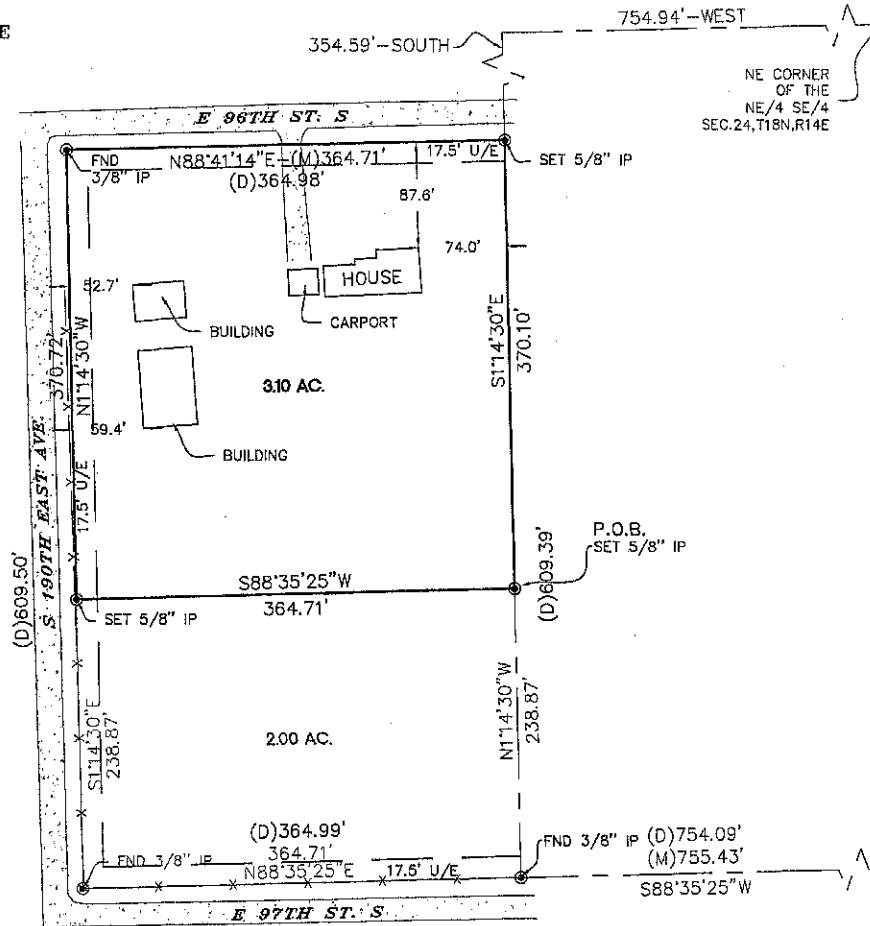 E
754.94'-WEST
354.59'-SOUTH
NE CORNER
OF THE
NE/4 SE/4
SEC.24,T18N,R14E
E 96TH ST. S
FND
3/8" IP
N88°41'14"E-(M)364.71'
(D)364.98'
17.5' U/E
SET 5/8" IP
87.6'
74.0'
HOUSE
CARPORT
52.7'
BUILDING
370.72'
N1°14'30"W
S1°14'30"E
370.10'
3.10 AC.
59.4'
BUILDING
17.5' U/E
S 190TH EAST AVE.
(D)609.50'
P.O.B.
SET 5/8" IP
(D)609.39'
S88°35'25"W
364.71'
SET 5/8" IP
S1°14'30"E
238.87'
N1°14'30"W
238.87'
2.00 AC.
(D)364.99'
364.71'
N88°35'25"E
17.5' U/E
FND 3/8" IP
FND 3/8" IP
(D)754.09'
(M)755.43'
S88°35'25"W
E 97TH ST. S